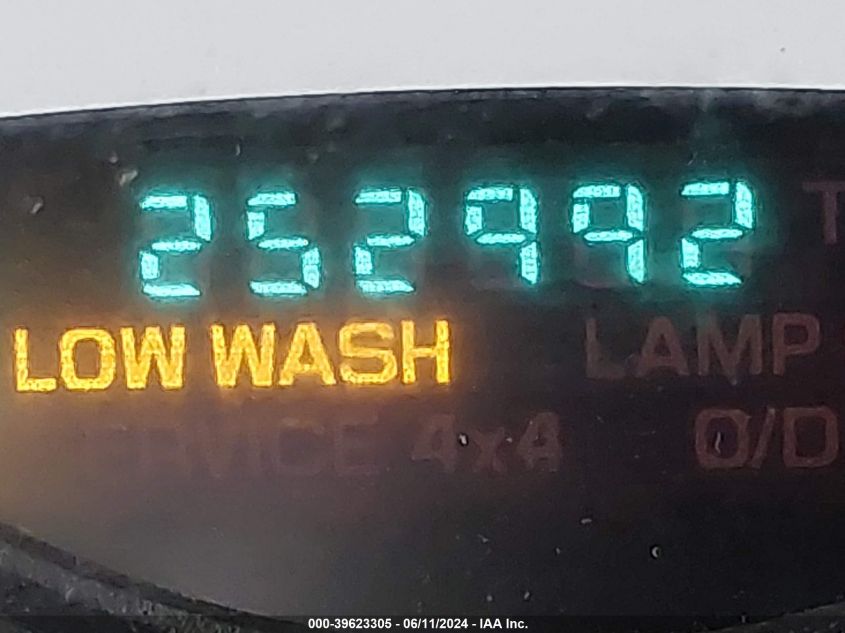 252992
LOW WASH LAMP
4x4 O/D
000-39623305 - 06/11/2024 - IAA Inc.